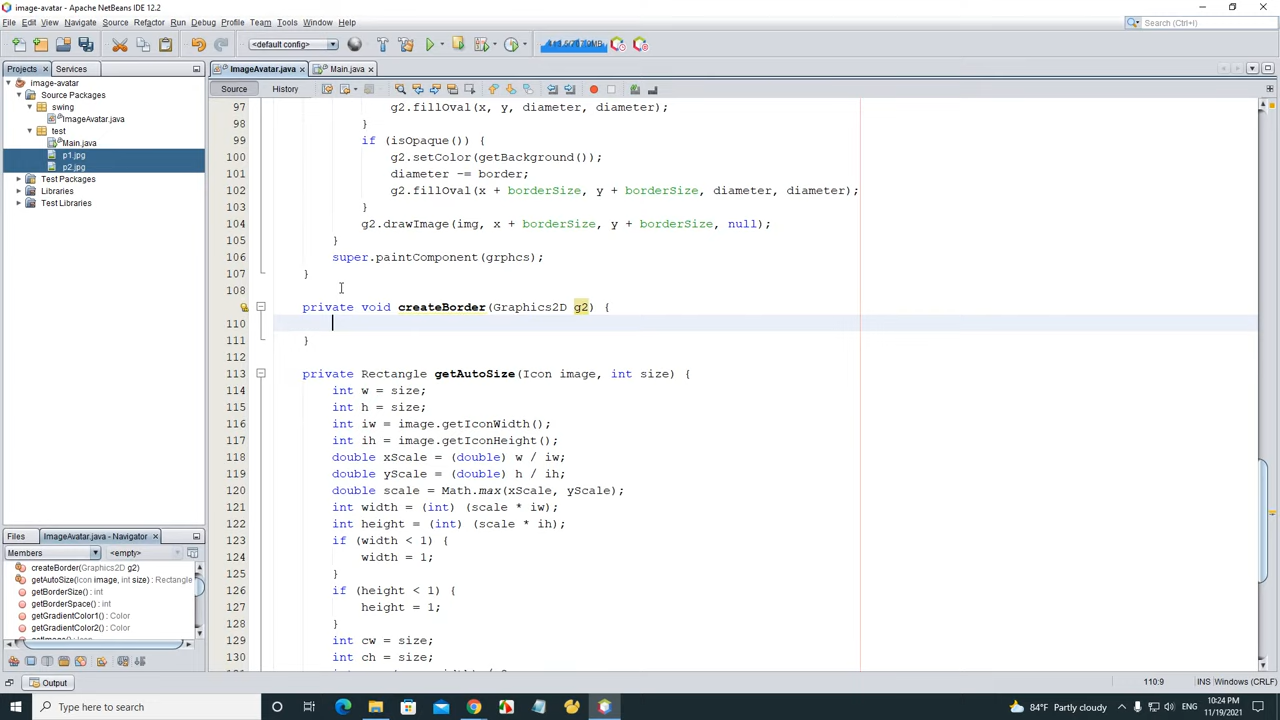 image-avatar - Apache NetBeans IDE 12.2
File Edit View Navigate Source Refactor Run Debug Profile Team Tools Window Help
Search (Ctrl+I)
<default config>
Projects Services
ImageAvatar.java Main.java
Source History
image-avatar
Source Packages
swing
ImageAvatar.java
test
Main.java
p1.jpg
p2.jpg
Test Packages
Libraries
Test Libraries
97 g2.fillOval(x, y, diameter, diameter);
98 }
99 if (isOpaque()) {
100 g2.setColor(getBackground());
101 diameter -= border;
102 g2.fillOval(x + borderSize, y + borderSize, diameter, diameter);
103 }
104 g2.drawImage(img, x + borderSize, y + borderSize, null);
105 }
106 super.paintComponent(grphcs);
107 }
108
private void createBorder(Graphics2D g2) {
110
111 }
112
113 private Rectangle getAutoSize(Icon image, int size) {
114 int w = size;
115 int h = size;
116 int iw = image.getIconWidth();
117 int ih = image.getIconHeight();
118 double xScale = (double) w / iw;
119 double yScale = (double) h / ih;
120 double scale = Math.max(xScale, yScale);
121 int width = (int) (scale * iw);
122 int height = (int) (scale * ih);
123 if (width < 1) {
124 width = 1;
125 }
126 if (height < 1) {
127 height = 1;
128 }
129 int cw = size;
130 int ch = size;
Files ImageAvatar.java - Navigator
Members <empty>
createBorder(Graphics2D g2)
getAutoSize(Icon image, int size) : Rectangle
getBorderSize() : int
getBorderSpace() : int
getGradientColor1() : Color
getGradientColor2() : Color
Output
110:9 INS Windows (CRLF)
Type here to search
84°F Partly cloudy
ENG
10:24 PM
11/19/2021